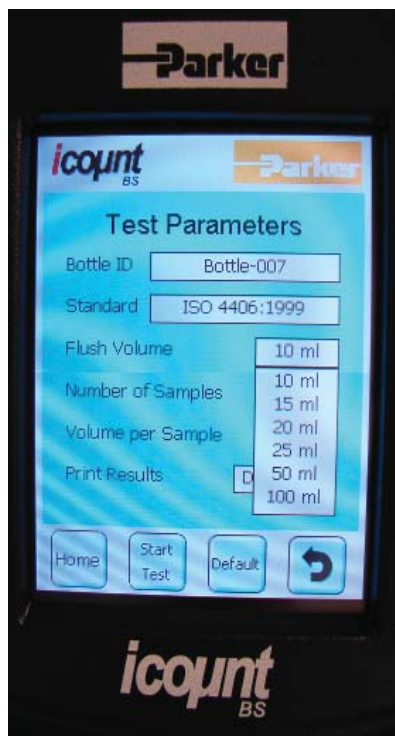 Parker
icount
BS
Parker
Test Parameters
Bottle ID Bottle-007
Standard ISO 4406:1999
Flush Volume 10 ml
10 ml
15 ml
Number of Samples 20 ml
25 ml
Volume per Sample
50 ml
Print Results D
100 ml
Home
Start
Test
Default
icount
BS